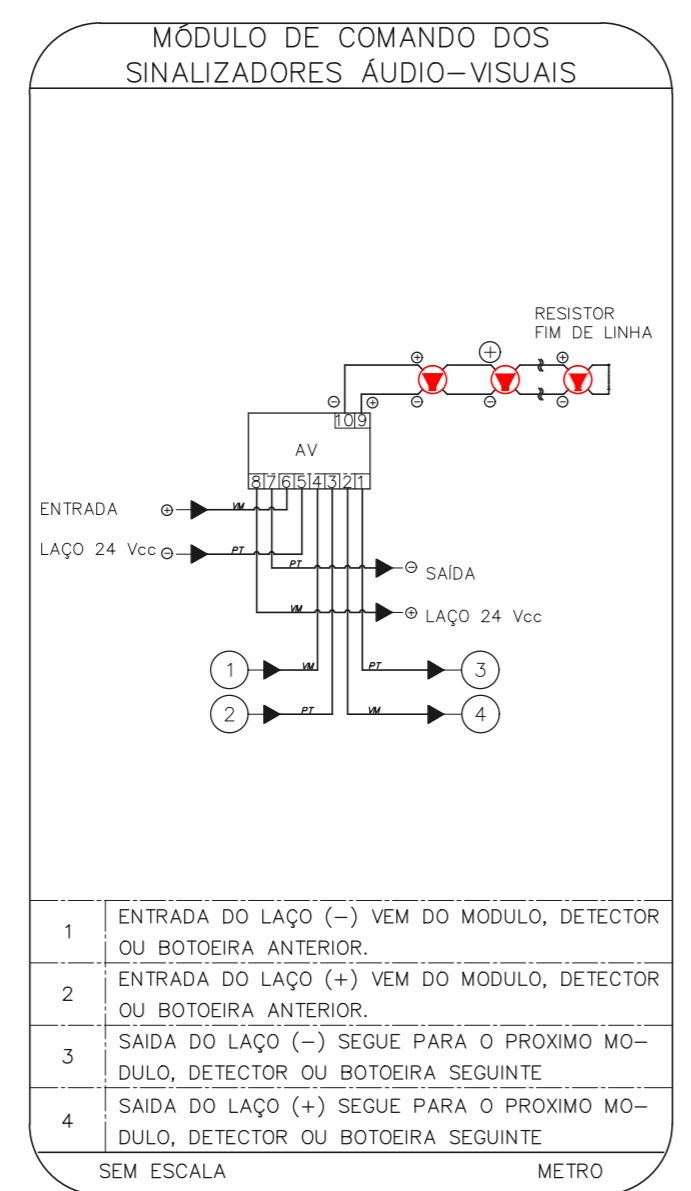 MÓDULO DE COMANDO DOS
SINALIZADORES ÁUDIO-VISUAIS
RESISTOR
FIM DE LINHA
⊕ ⊕ ⊕
⊖ ⊖ ⊖
⊖ ⊕
10 9
AV
8 7 6 5 4 3 2 1
ENTRADA ⊕ VM
LAÇO 24 Vcc ⊖ PT
PT ⊖ SAÍDA
VM ⊕ LAÇO 24 Vcc
1 VM PT 3
2 PT VM 4
1 ENTRADA DO LAÇO (-) VEM DO MODULO, DETECTOR
OU BOTOEIRA ANTERIOR.
2 ENTRADA DO LAÇO (+) VEM DO MODULO, DETECTOR
OU BOTOEIRA ANTERIOR.
3 SAIDA DO LAÇO (-) SEGUE PARA O PROXIMO MO-
DULO, DETECTOR OU BOTOEIRA SEGUINTE
4 SAIDA DO LAÇO (+) SEGUE PARA O PROXIMO MO-
DULO, DETECTOR OU BOTOEIRA SEGUINTE
SEM ESCALA METRO